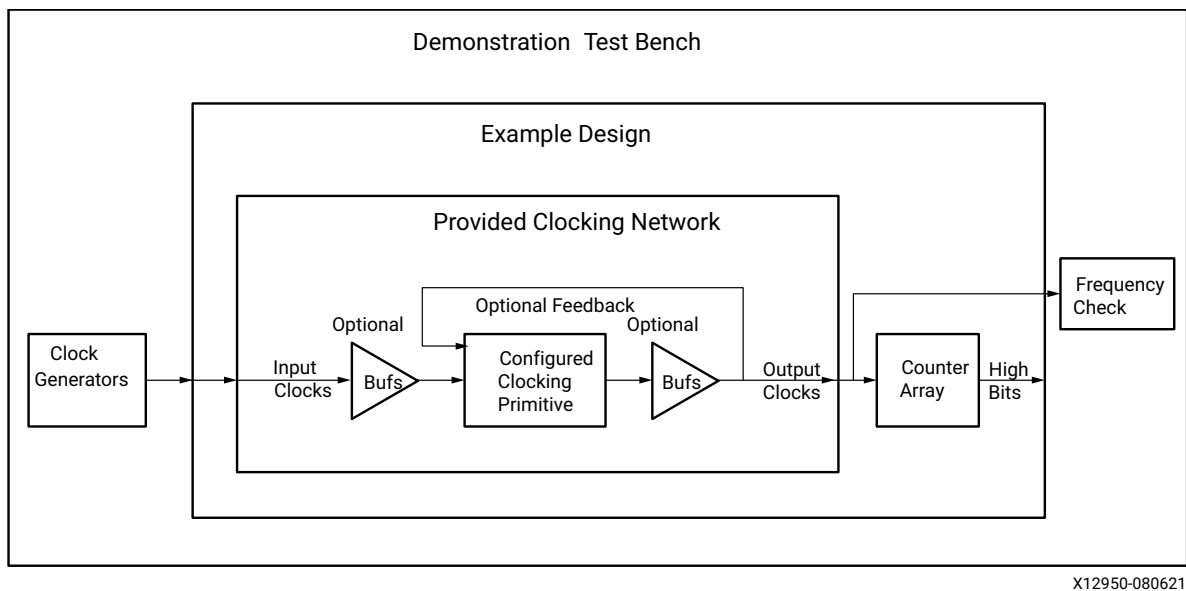 Demonstration Test Bench
Example Design
Provided Clocking Network
Frequency
Check
Optional Feedback
Optional
Optional
Clock
Generators
Input
Clocks
Bufs
Configured
Clocking
Primitive
Bufs
Output
Clocks
Counter
Array
High
Bits
X12950-080621